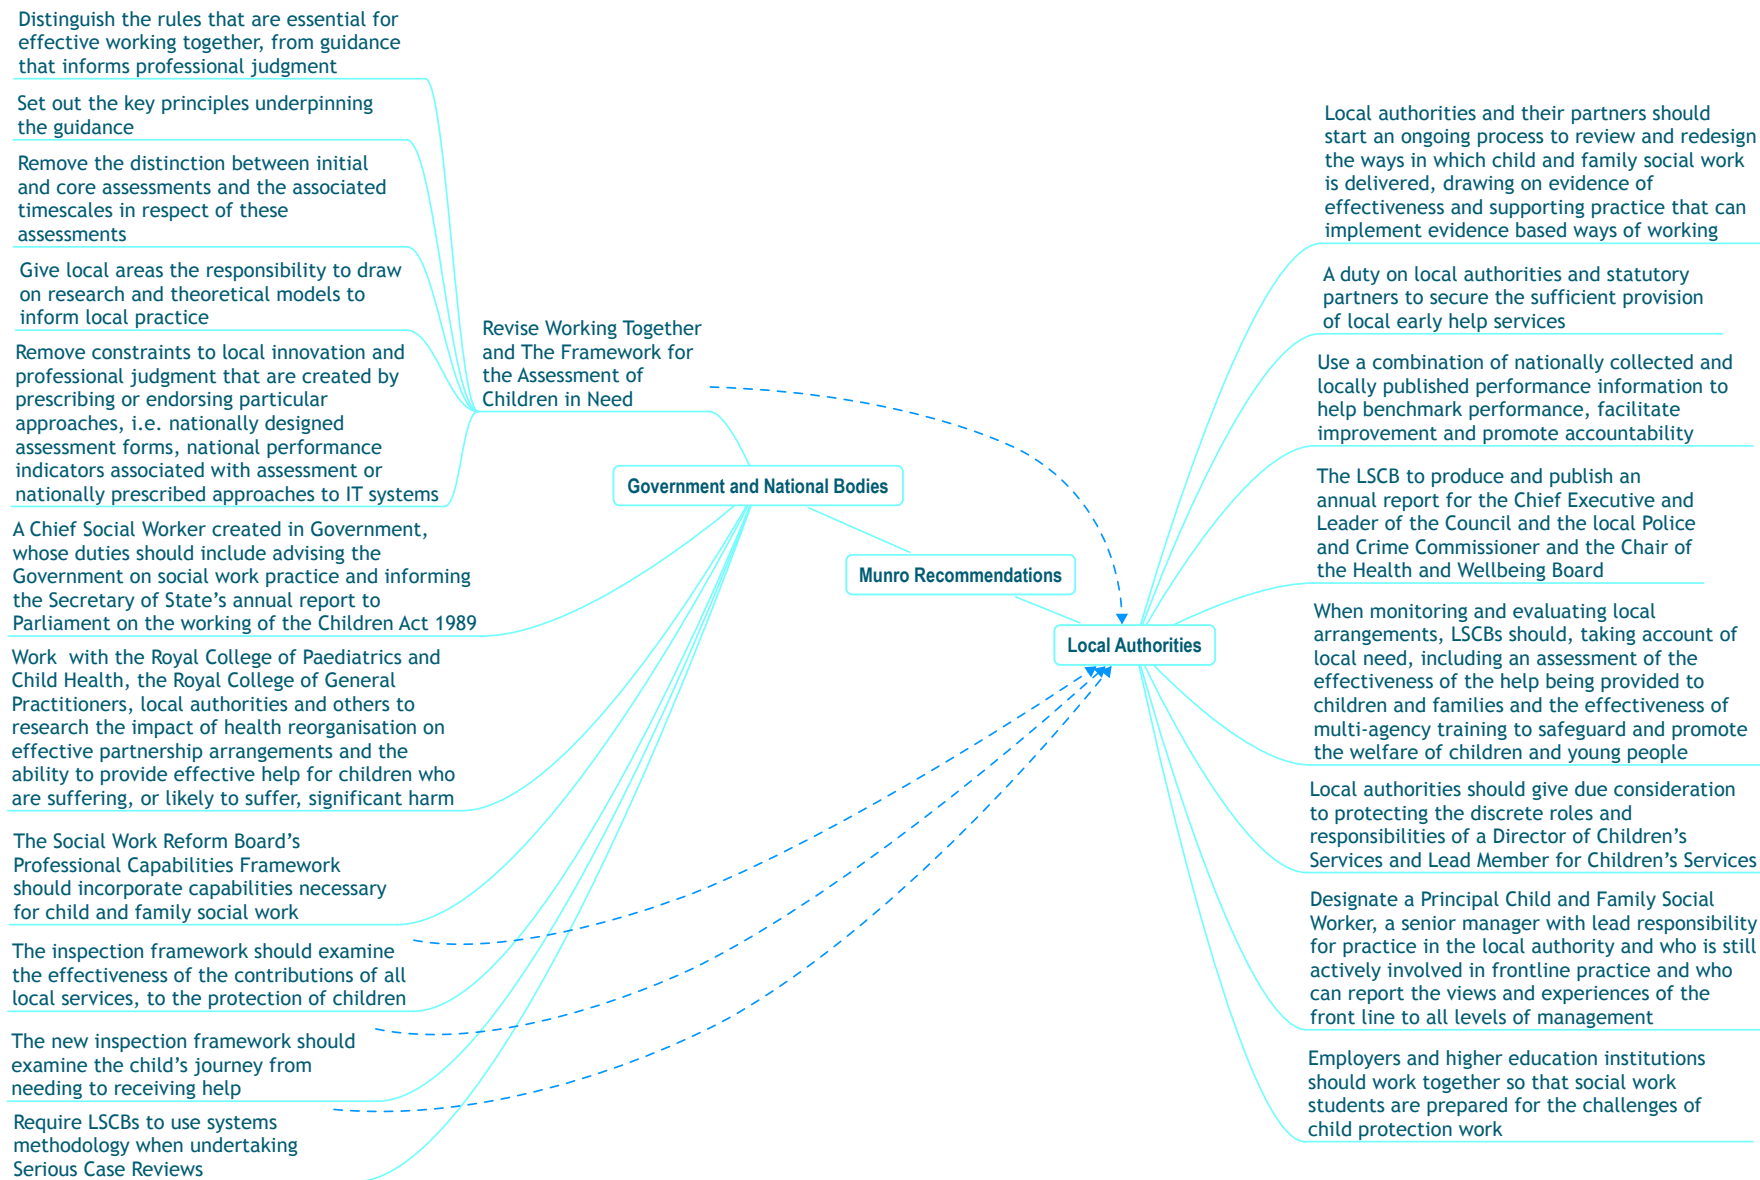 Distinguish the rules that are essential for
effective working together, from guidance
that informs professional judgment
Set out the key principles underpinning
the guidance
Remove the distinction between initial
and core assessments and the associated
timescales in respect of these
assessments
Give local areas the responsibility to draw
on research and theoretical models to
inform local practice
Remove constraints to local innovation and
professional judgment that are created by
prescribing or endorsing particular
approaches, i.e. nationally designed
assessment forms, national performance
indicators associated with assessment or
nationally prescribed approaches to IT systems
Revise Working Together
and The Framework for
the Assessment of
Children in Need
Government and National Bodies
A Chief Social Worker created in Government,
whose duties should include advising the
Government on social work practice and informing
the Secretary of State’s annual report to
Parliament on the working of the Children Act 1989
Work  with the Royal College of Paediatrics and
Child Health, the Royal College of General
Practitioners, local authorities and others to
research the impact of health reorganisation on
effective partnership arrangements and the
ability to provide effective help for children who
are suffering, or likely to suffer, significant harm
The Social Work Reform Board’s
Professional Capabilities Framework
should incorporate capabilities necessary
for child and family social work
The inspection framework should examine
the effectiveness of the contributions of all
local services, to the protection of children
The new inspection framework should
examine the child’s journey from
needing to receiving help
Require LSCBs to use systems
methodology when undertaking
Serious Case Reviews
Munro Recommendations
Local Authorities
Local authorities and their partners should
start an ongoing process to review and redesign
the ways in which child and family social work
is delivered, drawing on evidence of
effectiveness and supporting practice that can
implement evidence based ways of working
A duty on local authorities and statutory
partners to secure the sufficient provision
of local early help services
Use a combination of nationally collected and
locally published performance information to
help benchmark performance, facilitate
improvement and promote accountability
The LSCB to produce and publish an
annual report for the Chief Executive and
Leader of the Council and the local Police
and Crime Commissioner and the Chair of
the Health and Wellbeing Board
When monitoring and evaluating local
arrangements, LSCBs should, taking account of
local need, including an assessment of the
effectiveness of the help being provided to
children and families and the effectiveness of
multi-agency training to safeguard and promote
the welfare of children and young people
Local authorities should give due consideration
to protecting the discrete roles and
responsibilities of a Director of Children’s
Services and Lead Member for Children’s Services
Designate a Principal Child and Family Social
Worker, a senior manager with lead responsibility
for practice in the local authority and who is still
actively involved in frontline practice and who
can report the views and experiences of the
front line to all levels of management
Employers and higher education institutions
should work together so that social work
students are prepared for the challenges of
child protection work